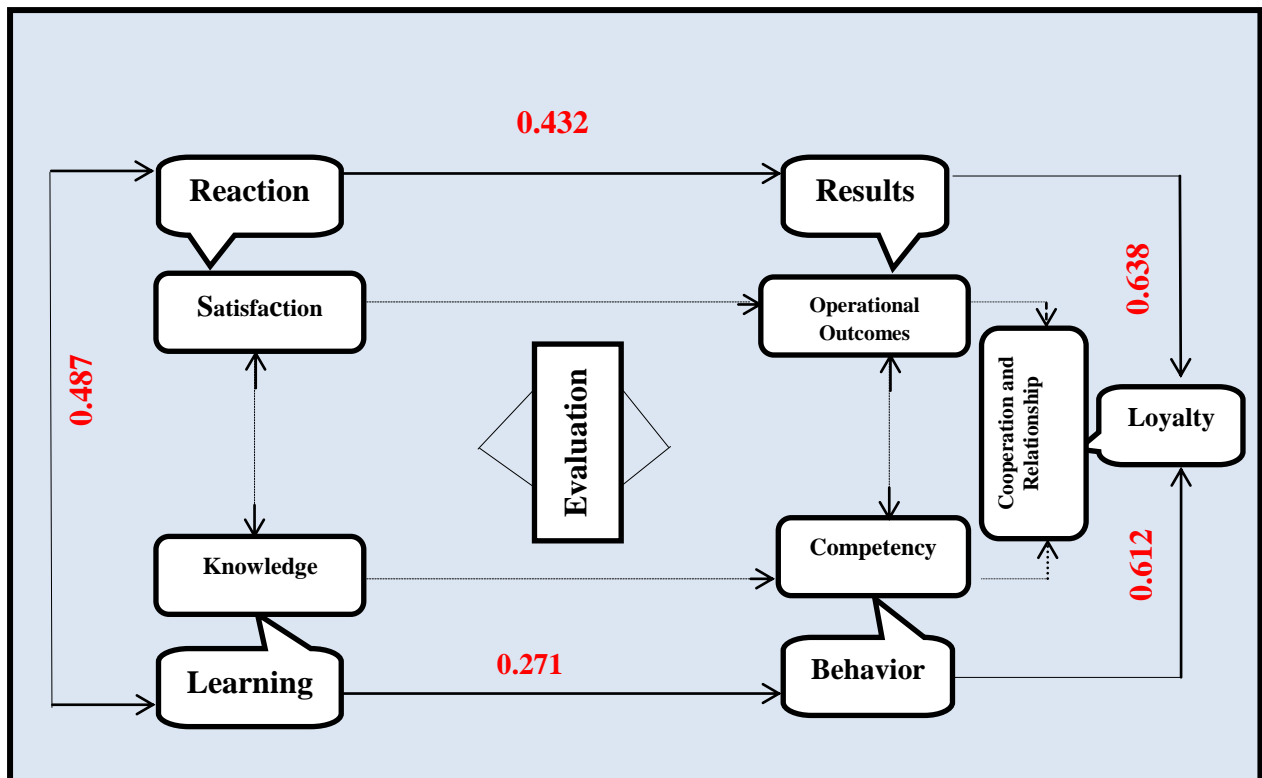 0.432
Reaction
Results
Satisfaction
Operational
Outcomes
0.638
0.487
Evaluation
Cooperation and
Relationship
Loyalty
Knowledge
Competency
0.612
0.271
Learning
Behavior